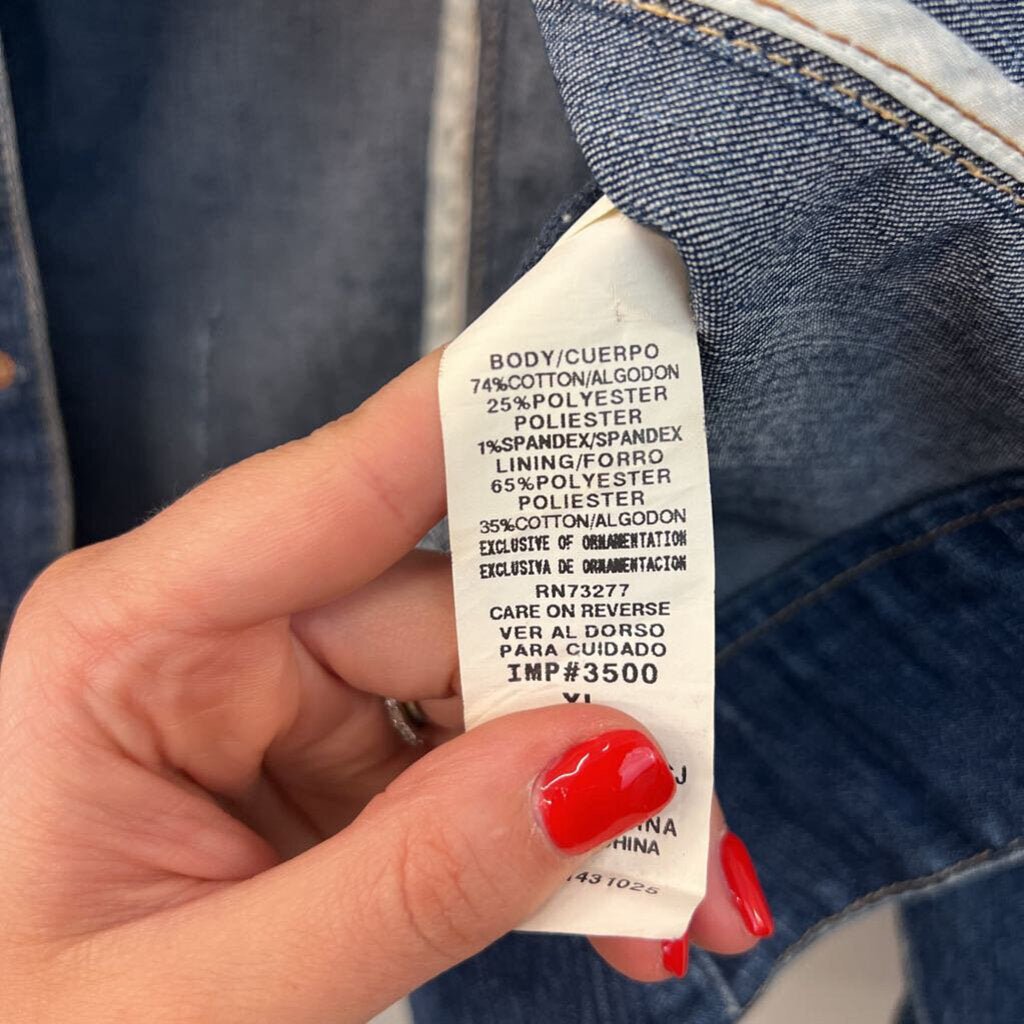 BODY/CUERPO
74%COTTON/ALGODON
25%POLYESTER
POLIESTER
1%SPANDEX/SPANDEX
LINING/FORRO
65%POLYESTER
POLIESTER
35%COTTON/ALGODON
EXCLUSIVE OF ORNAMENTATION
EXCLUSIVA DE ORNAMENTACION
RN73277
CARE ON REVERSE
VER AL DORSO
PARA CUIDADO
IMP#3500
XL